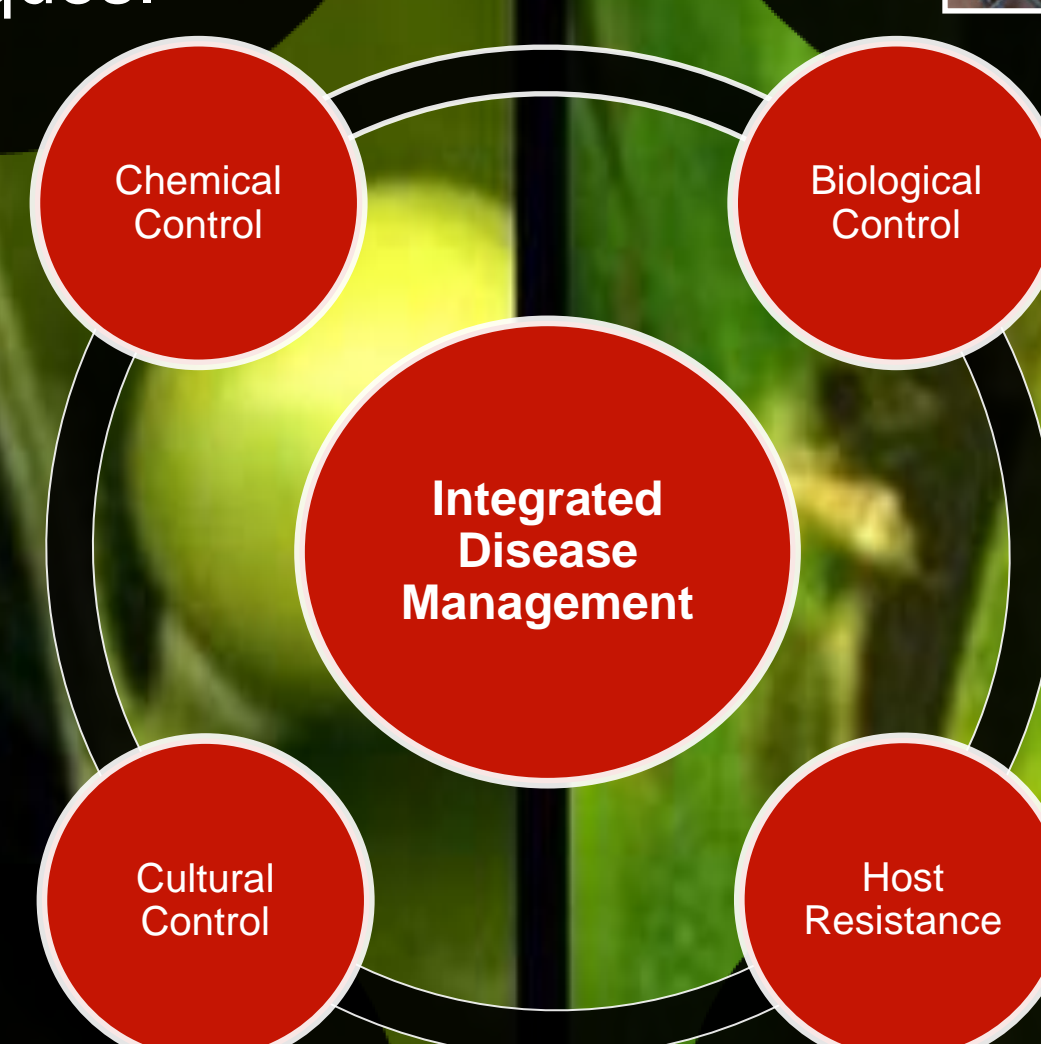 Chemical
Control
Biological
Control
Integrated
Disease
Management
Cultural
Control
Host
Resistance